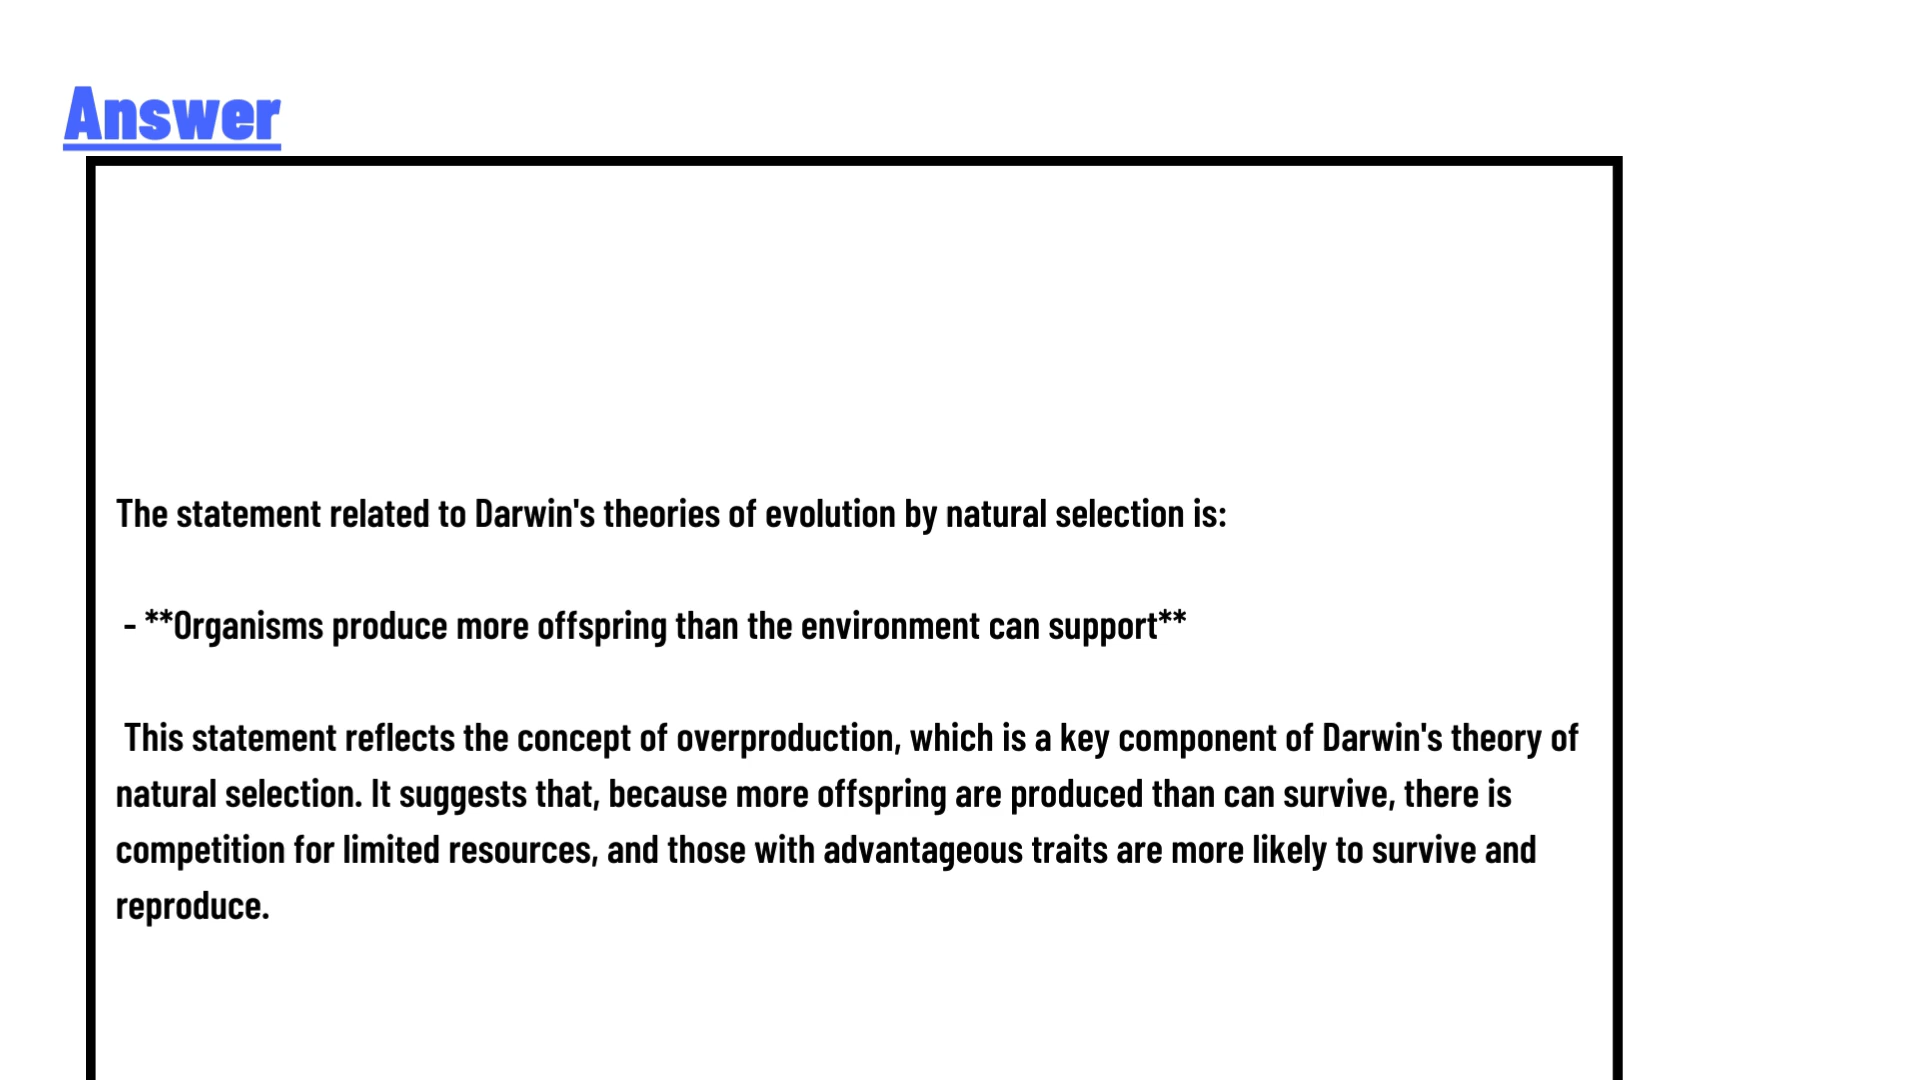 Answer
The statement related to Darwin's theories of evolution by natural selection is:
- **Organisms produce more offspring than the environment can support**
This statement reflects the concept of overproduction, which is a key component of Darwin's theory of
natural selection. It suggests that, because more offspring are produced than can survive, there is
competition for limited resources, and those with advantageous traits are more likely to survive and
reproduce.